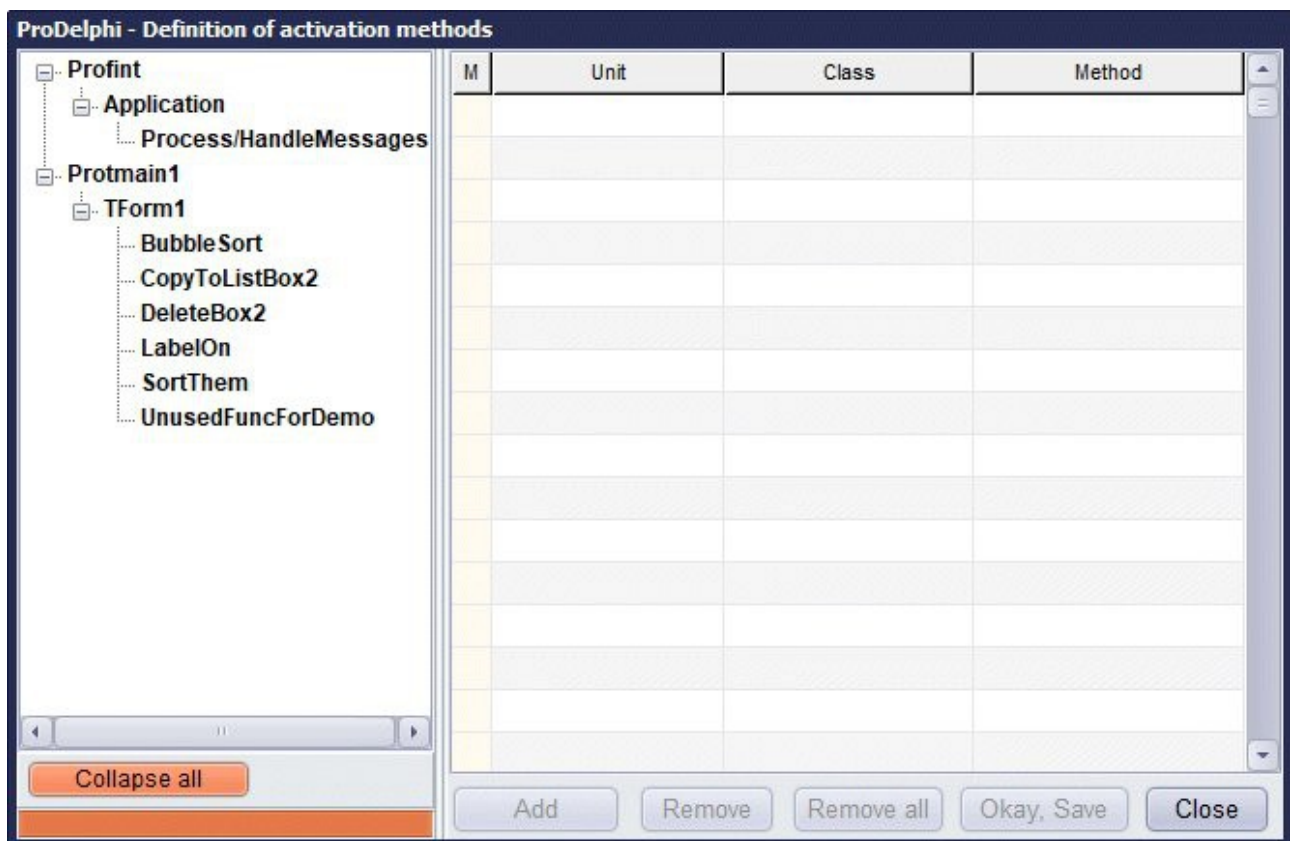 ProDelphi - Definition of activation methods
Profint
Application
Process/HandleMessages
Protmain1
TForm1
BubbleSort
CopyToListBox2
DeleteBox2
LabelOn
SortThem
UnusedFuncForDemo
Collapse all
M Unit Class Method
Add Remove Remove all Okay, Save Close